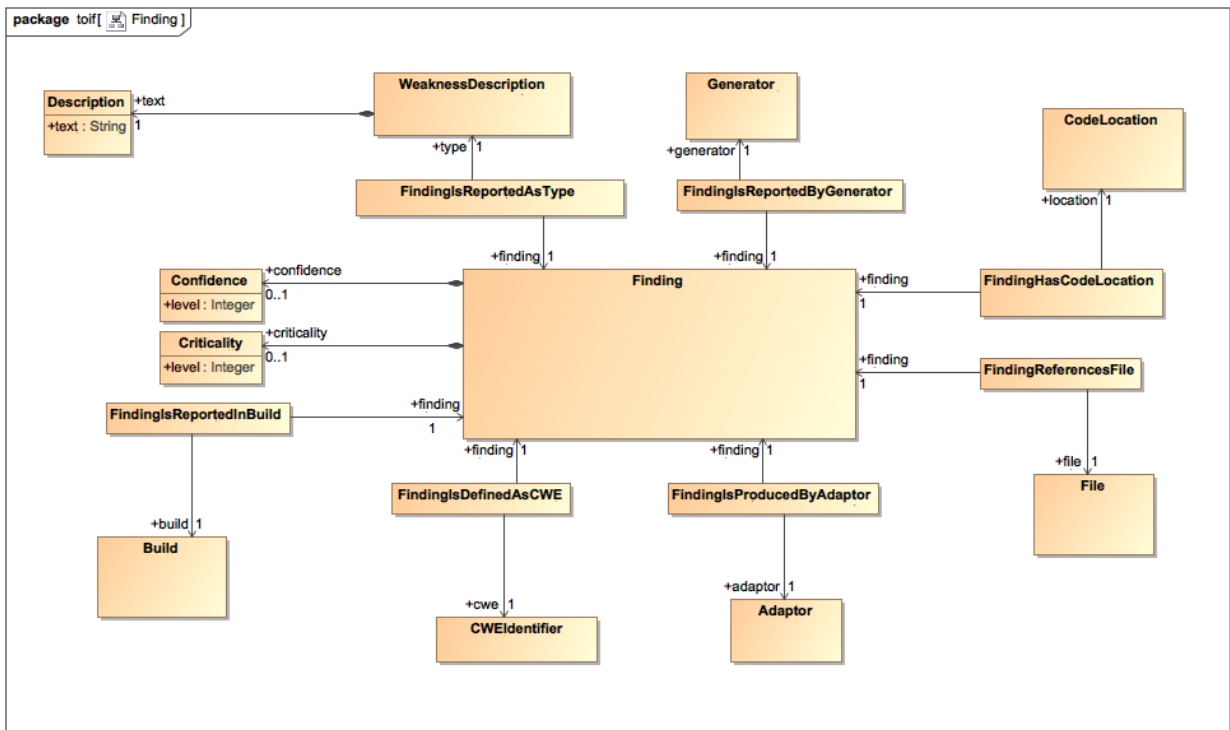 package toif[ Finding ]
WeaknessDescription
Generator
Description
+text : String
+text
1
CodeLocation
+type 1
+generator 1
FindingIsReportedAsType
FindingIsReportedByGenerator
+location 1
+finding 1
+finding 1
Confidence
+level : Integer
+confidence
0..1
Finding
+finding
1
FindingHasCodeLocation
Criticality
+level : Integer
+criticality
0..1
+finding
1
FindingReferencesFile
FindingIsReportedInBuild
+finding
1
+finding 1
+finding 1
+file 1
FindingIsDefinedAsCWE
FindingIsProducedByAdaptor
File
+build 1
Build
+cwe 1
+adaptor 1
CWEIdentifier
Adaptor